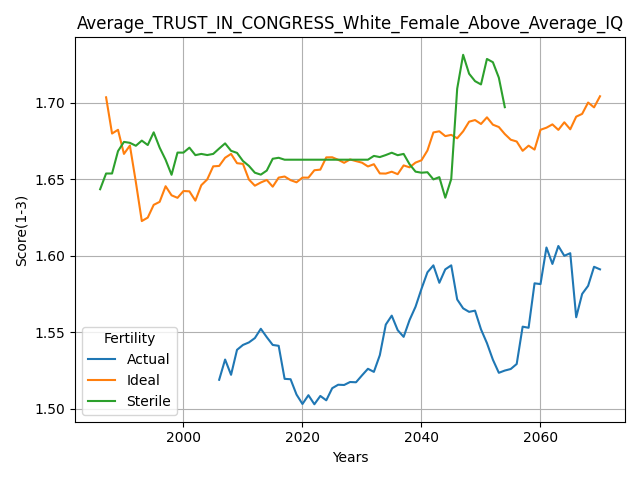 Average_TRUST_IN_CONGRESS_White_Female_Above_Average_IQ
Score(1-3)
1.70
1.65
1.60
1.55
1.50
Fertility
Actual
Ideal
Sterile
2000
2020
2040
2060
Years